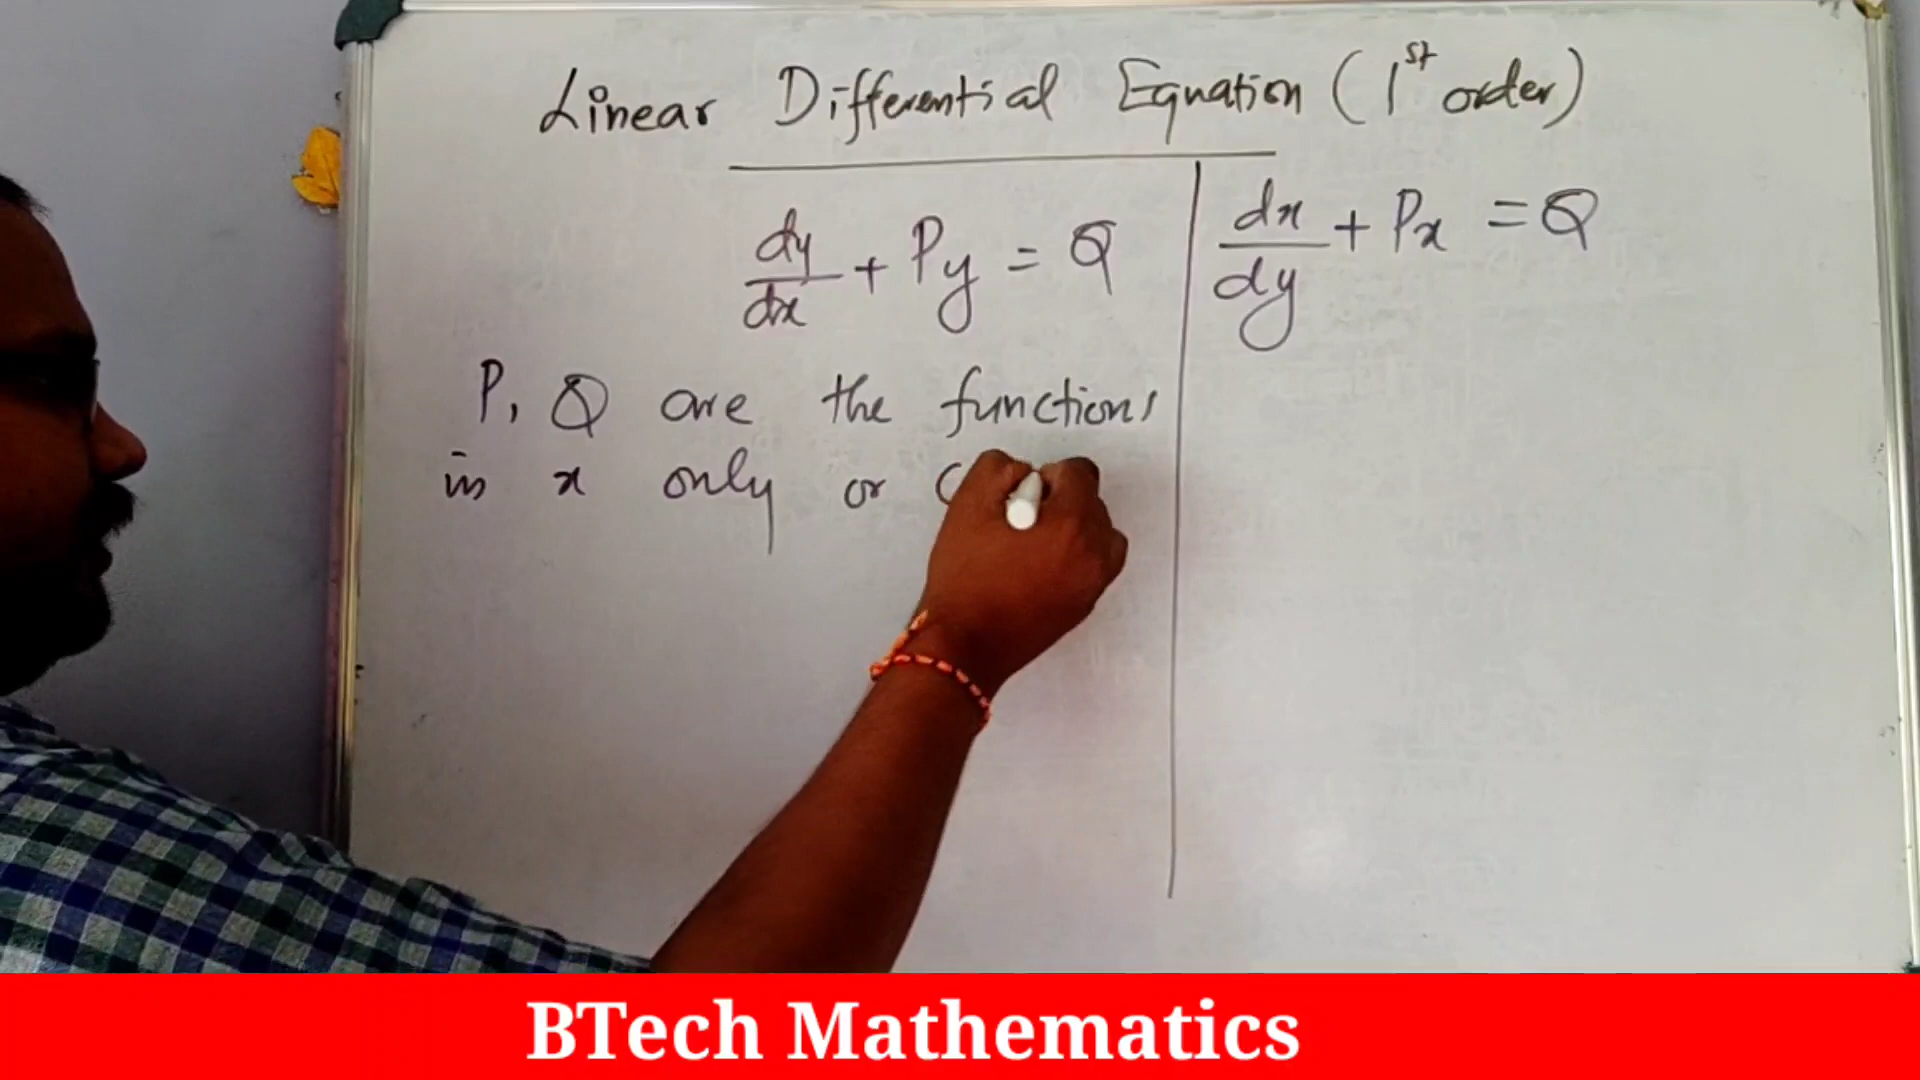 Linear Differential Equation (1st order)
dy/dx + Py = Q
dx/dy + Px = Q
P, Q are the functions
in x only or
BTech Mathematics